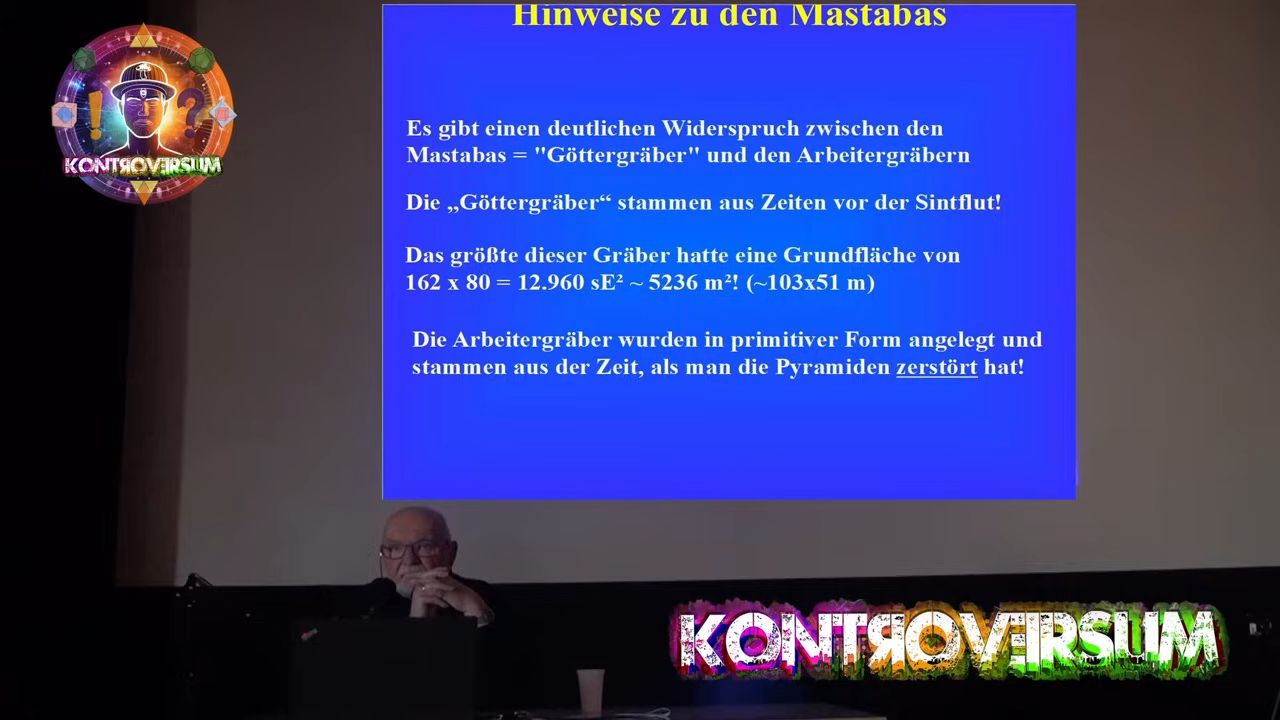 Hinweise zu den Mastabas
! ?
KONTROVERSUM
Es gibt einen deutlichen Widerspruch zwischen den
Mastabas = "Göttergräber" und den Arbeitergräbern
Die „Göttergräber“ stammen aus Zeiten vor der Sintflut!
Das größte dieser Gräber hatte eine Grundfläche von
162 x 80 = 12.960 sE² ~ 5236 m²! (~103x51 m)
Die Arbeitergräber wurden in primitiver Form angelegt und
stammen aus der Zeit, als man die Pyramiden zerstört hat!
KONTROVERSUM